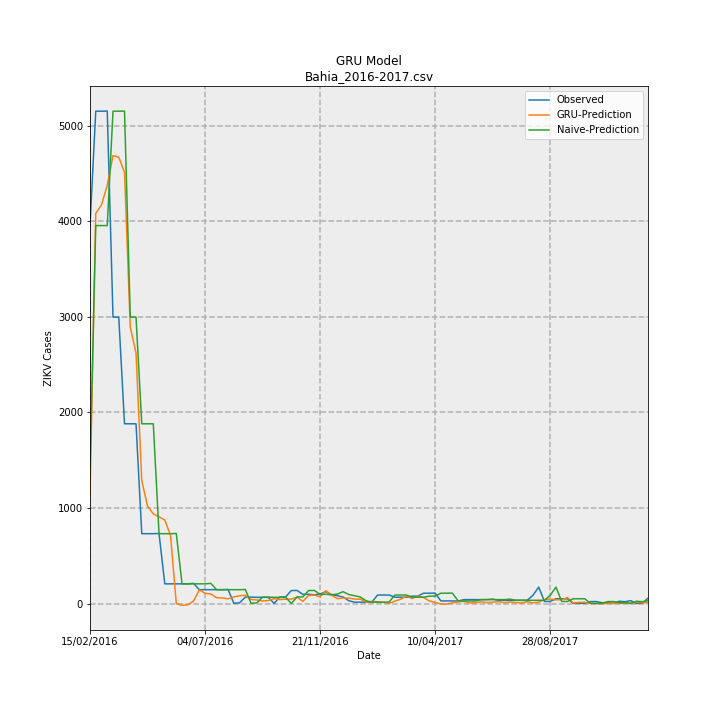 GRU Model
Bahia_2016-2017.csv
Observed
GRU-Prediction
Naive-Prediction
ZIKV Cases
5000
4000
3000
2000
1000
0
15/02/2016 04/07/2016 21/11/2016 10/04/2017 28/08/2017
Date